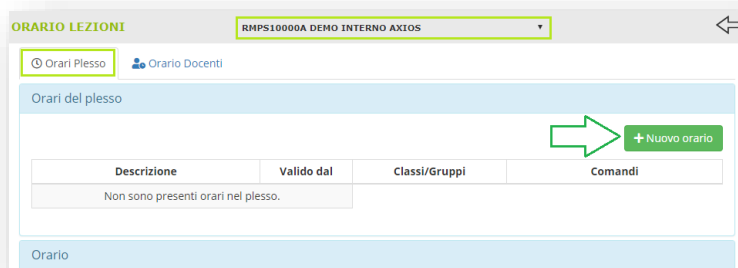 ORARIO LEZIONI
RMPS10000A DEMO INTERNO AXIOS
Orari Plesso Orario Docenti
Orari del plesso
Nuovo orario
Descrizione Valido dal Classi/Gruppi Comandi
Non sono presenti orari nel plesso.
Orario